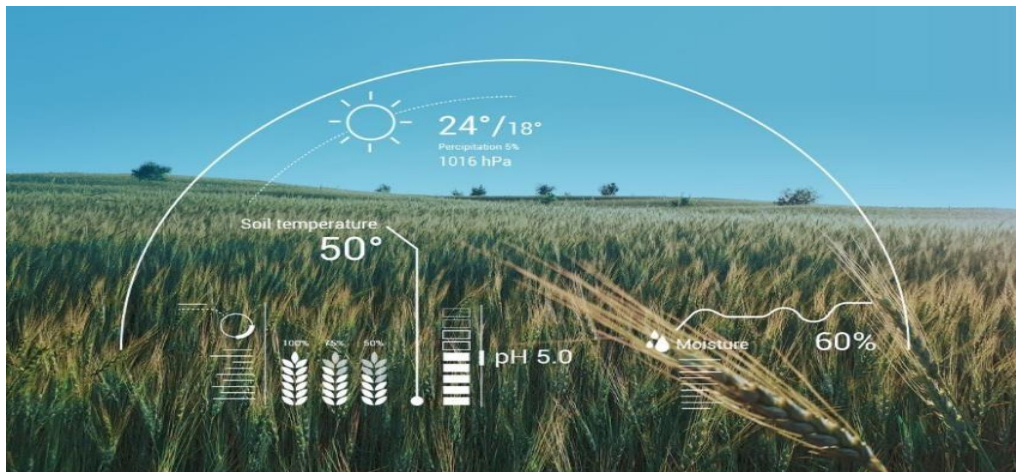 24°/18°
Percipitation 5%
1016 hPa
Soil temperature
50°
100% 75% 50%
pH 5.0
Moisture 60%